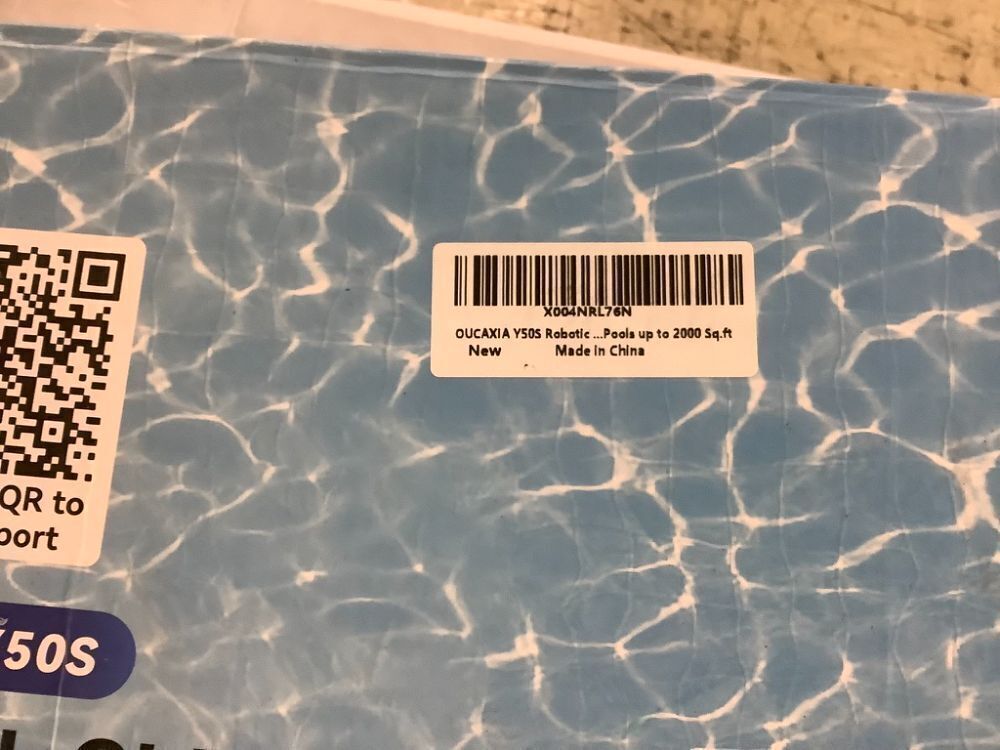 X004NRL76N
OUCAXIA Y50S Robotic ...Pools up to 2000 Sq.ft
New Made in China
QR to
port
Y50S